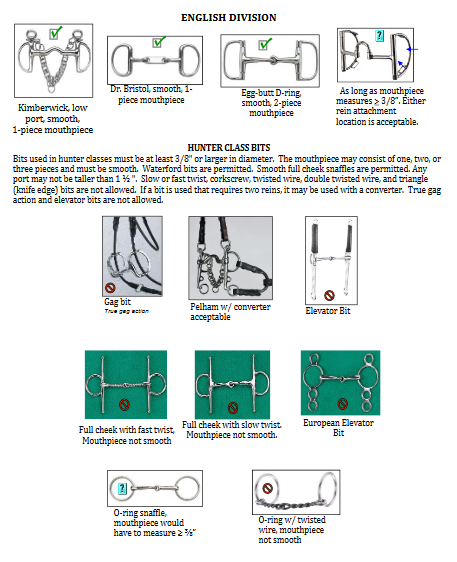 ENGLISH DIVISION
Kimberwick, low
port, smooth,
1-piece mouthpiece
Dr. Bristol, smooth, 1-
piece mouthpiece
Egg-butt D-ring,
smooth, 2-piece
mouthpiece
?
As long as mouthpiece
measures ≥ 3/8". Either
rein attachment
location is acceptable.
HUNTER CLASS BITS
Bits used in hunter classes must be at least 3/8" or larger in diameter. The mouthpiece may consist of one, two, or
three pieces and must be smooth. Waterford bits are permitted. Smooth full cheek snaffles are permitted. Any
port may not be taller than 1 ½ ". Slow or fast twist, corkscrew, twisted wire, double twisted wire, and triangle
(knife edge) bits are not allowed. If a bit is used that requires two reins, it may be used with a converter. True gag
action and elevator bits are not allowed.
Gag bit
True gag action
Pelham w/ converter
acceptable
Elevator Bit
Full cheek with fast twist,
Mouthpiece not smooth
Full cheek with slow twist.
Mouthpiece not smooth.
European Elevator
Bit
?
O-ring snaffle,
mouthpiece would
have to measure ≥ ⅜"
O-ring w/ twisted
wire, mouthpiece
not smooth